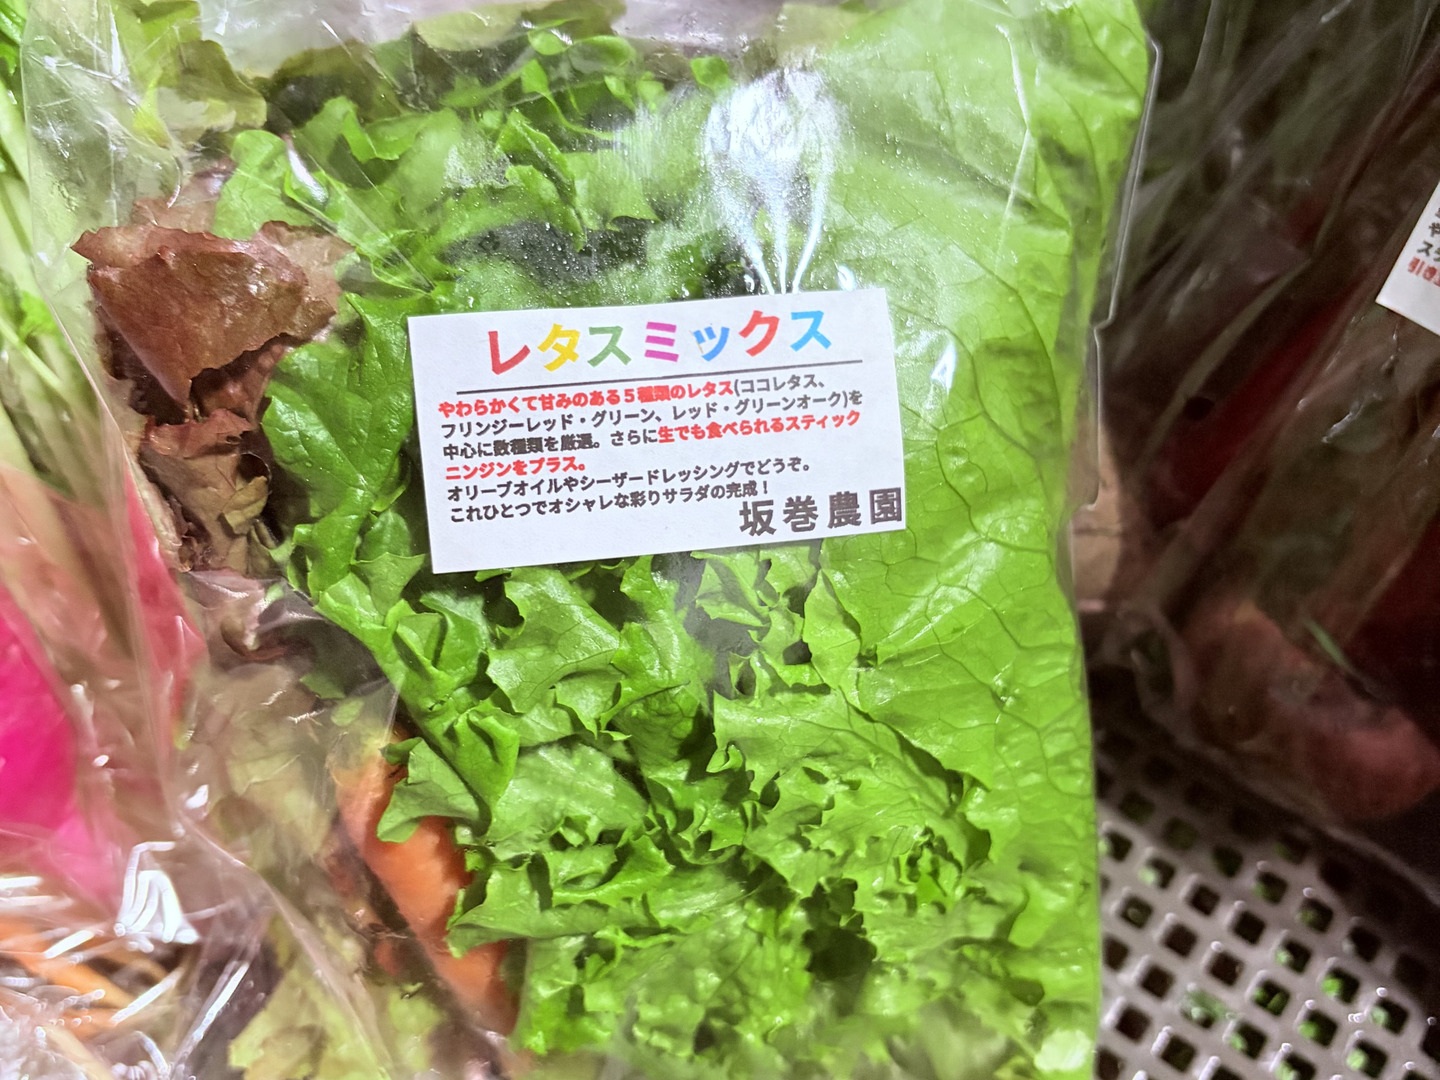 レタスミックス
やわらかくて甘みのある５種類のレタス(ココレタス、
フリンジーレッド・グリーン、レッド・グリーンオーク)を
中心に数種類を厳選。さらに生でも食べられるスティック
ニンジンをプラス。
オリーブオイルやシーザードレッシングでどうぞ。
これひとつでオシャレな彩りサラダの完成！
坂巻農園